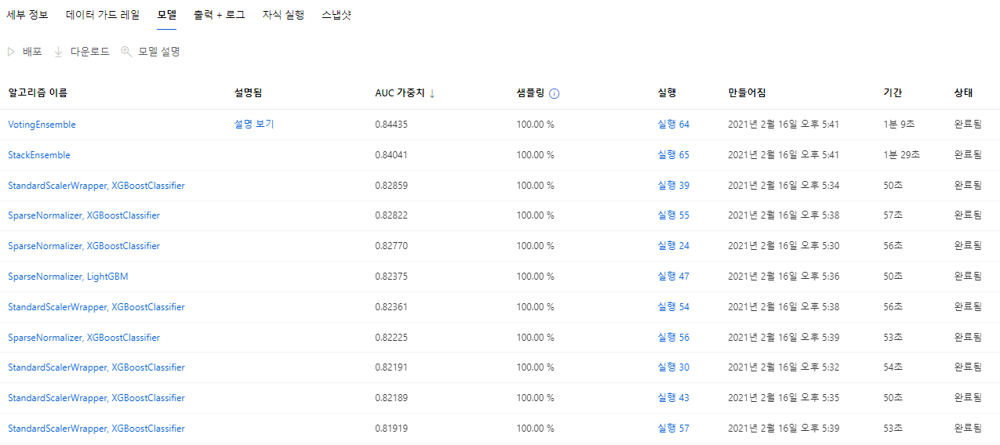 세부 정보 데이터 가드 레일 모델 출력 + 로그 자식 실행 스냅샷
배포 다운로드 모델 설명
알고리즘 이름 설명됨 AUC 가중치 ↓ 샘플링 실행 만들어짐 기간 상태
VotingEnsemble 설명 보기 0.84435 100.00 % 실행 64 2021년 2월 16일 오후 5:41 1분 9초 완료됨
StackEnsemble 0.84041 100.00 % 실행 65 2021년 2월 16일 오후 5:41 1분 29초 완료됨
StandardScalerWrapper, XGBoostClassifier 0.82859 100.00 % 실행 39 2021년 2월 16일 오후 5:34 50초 완료됨
SparseNormalizer, XGBoostClassifier 0.82822 100.00 % 실행 55 2021년 2월 16일 오후 5:38 57초 완료됨
SparseNormalizer, XGBoostClassifier 0.82770 100.00 % 실행 24 2021년 2월 16일 오후 5:30 56초 완료됨
SparseNormalizer, LightGBM 0.82375 100.00 % 실행 47 2021년 2월 16일 오후 5:36 50초 완료됨
StandardScalerWrapper, XGBoostClassifier 0.82361 100.00 % 실행 54 2021년 2월 16일 오후 5:38 56초 완료됨
SparseNormalizer, XGBoostClassifier 0.82225 100.00 % 실행 56 2021년 2월 16일 오후 5:39 53초 완료됨
StandardScalerWrapper, XGBoostClassifier 0.82191 100.00 % 실행 30 2021년 2월 16일 오후 5:32 54초 완료됨
StandardScalerWrapper, XGBoostClassifier 0.82189 100.00 % 실행 43 2021년 2월 16일 오후 5:35 50초 완료됨
StandardScalerWrapper, XGBoostClassifier 0.81919 100.00 % 실행 57 2021년 2월 16일 오후 5:39 53초 완료됨